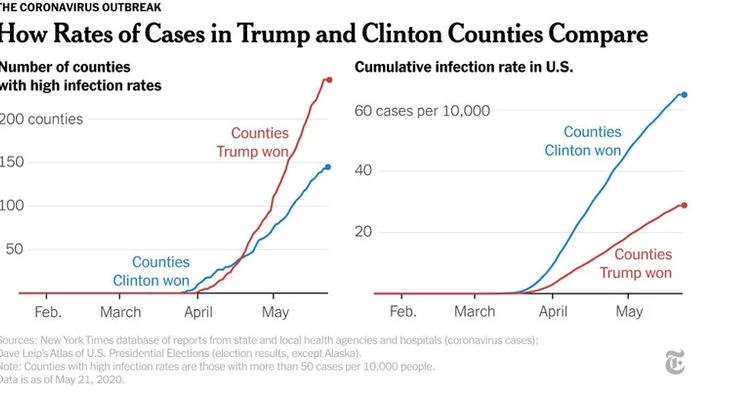 THE CORONAVIRUS OUTBREAK
How Rates of Cases in Trump and Clinton Counties Compare
Number of counties
with high infection rates
200 counties
150
100
50
Counties
Trump won
Counties
Clinton won
Feb.
March
April
May
Cumulative infection rate in U.S.
60 cases per 10,000
40
20
Counties
Clinton won
Counties
Trump won
Feb.
March
April
May
Sources: New York Times database of reports from state and local health agencies and hospitals (coronavirus cases);
Dave Leip's Atlas of U.S. Presidential Elections (election results, except Alaska).
Note: Counties with high infection rates are those with more than 50 cases per 10,000 people.
Data is as of May 21, 2020.
T